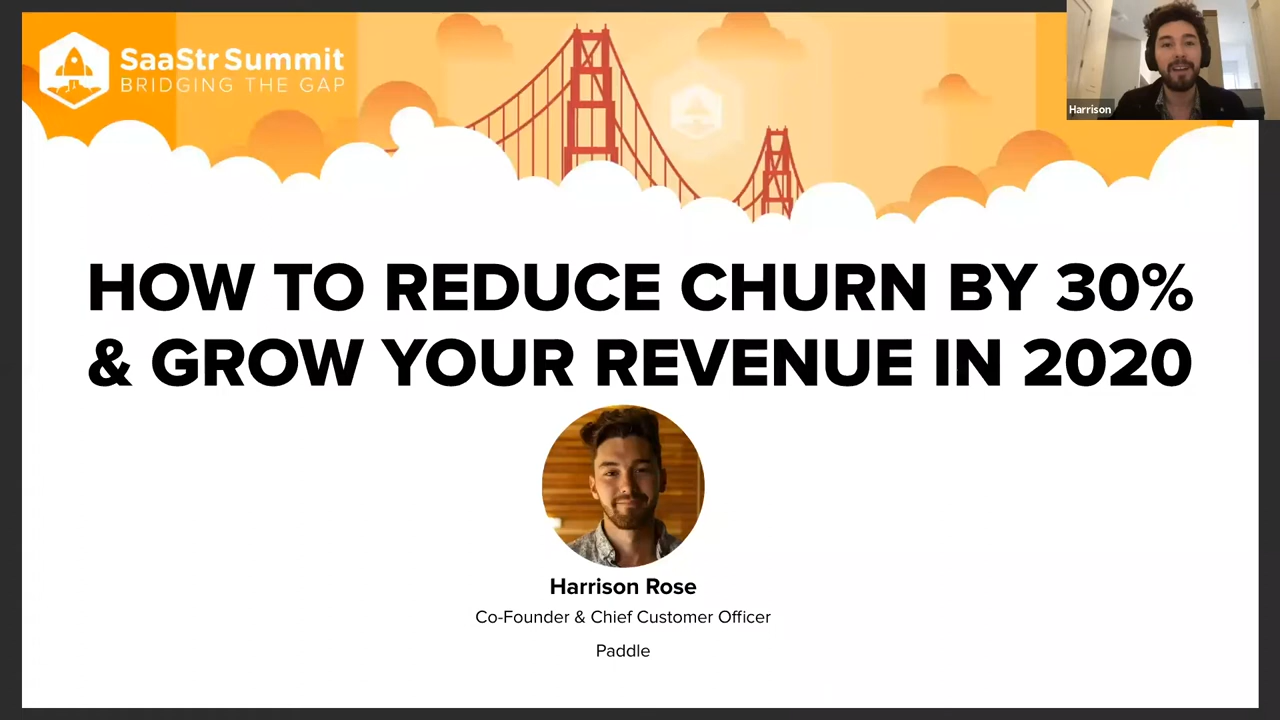 SaaStr Summit
BRIDGING THE GAP
Harrison
HOW TO REDUCE CHURN BY 30%
& GROW YOUR REVENUE IN 2020
Harrison Rose
Co-Founder & Chief Customer Officer
Paddle